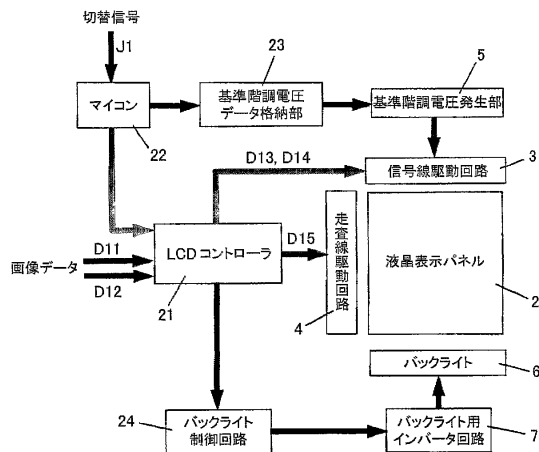 切替信号
J1
23
5
マイコン
基準階調電圧
データ格納部
基準階調電圧発生部
22
D13, D14
信号線駆動回路
3
画像データ
D11
D12
LCDコントローラ
21
D15
走査線駆動回路
4
液晶表示パネル
2
バックライト
6
24
バックライト
制御回路
バックライト用
インバータ回路
7